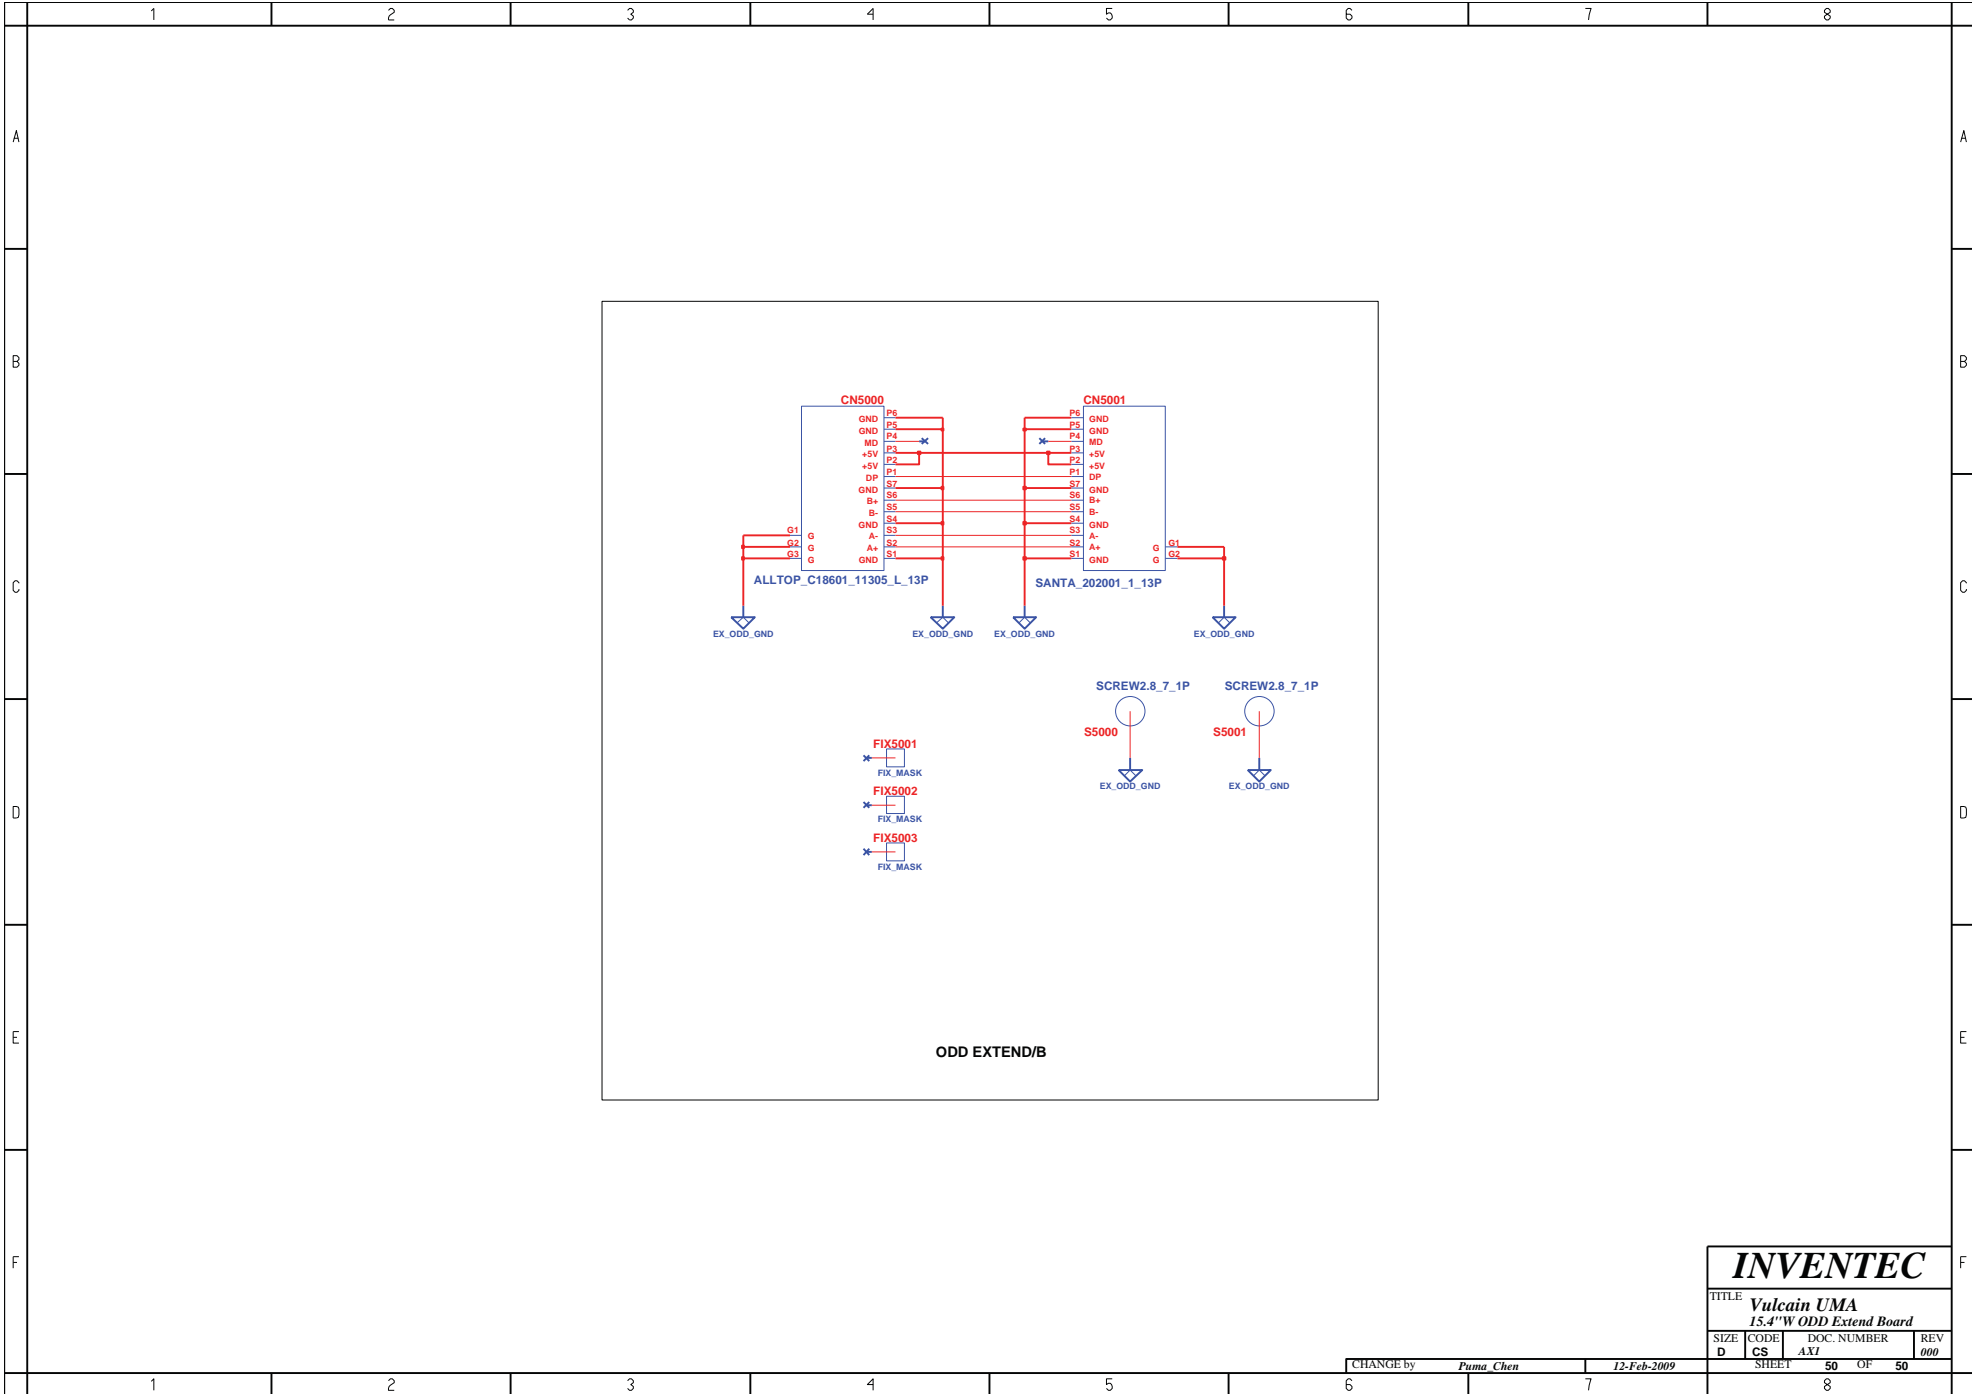 1 2 3 4 5 6 7 8
A A
B B
CN5000 CN5001
GND P6 P6 GND
GND P5 P5 GND
MD P4 P4 MD
+5V P3 P3 +5V
+5V P2 P2 +5V
DP P1 P1 DP
GND S7 S7 GND
B+ S6 S6 B+
B- S5 S5 B-
GND S4 S4 GND
G1 G A- S3 S3 A-
G2 G A+ S2 S2 A+ G G1
G3 G GND S1 S1 GND G G2
ALLTOP_C18601_11305_L_13P SANTA_202001_1_13P
C C
EX_ODD_GND EX_ODD_GND EX_ODD_GND EX_ODD_GND
SCREW2.8_7_1P SCREW2.8_7_1P
S5000 S5001
FIX5001
FIX_MASK
EX_ODD_GND EX_ODD_GND
FIX5002
D D
FIX_MASK
FIX5003
FIX_MASK
E E
ODD EXTEND/B
F F
INVENTEC
TITLE Vulcain UMA
15.4"W ODD Extend Board
SIZE CODE DOC. NUMBER REV
D CS AX1 000
CHANGE by Puma_Chen 12-Feb-2009 SHEET 50 OF 50
1 2 3 4 5 6 7 8